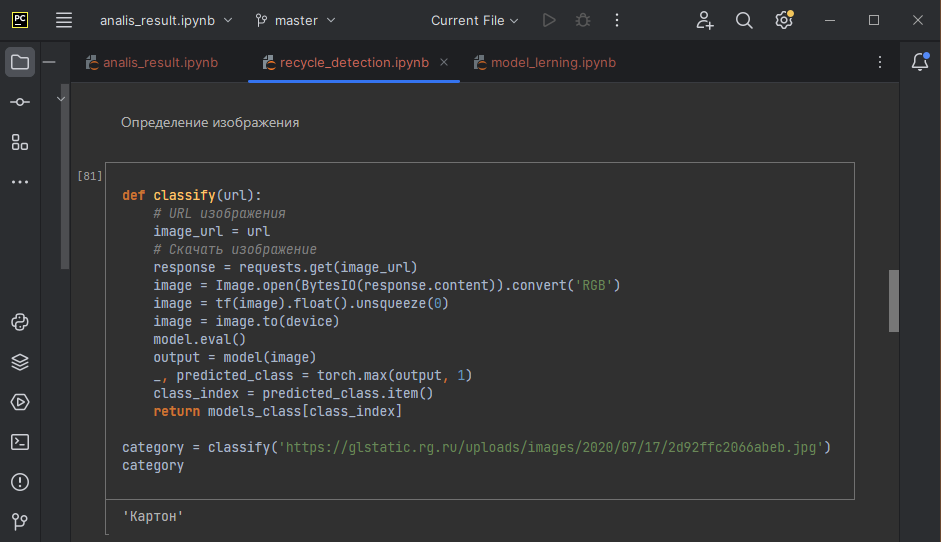 PC
analis_result.ipynb
master
Current File
analis_result.ipynb
recycle_detection.ipynb
model_lerning.ipynb
Определение изображения
[81]
def classify(url):
# URL изображения
image_url = url
# Скачать изображение
response = requests.get(image_url)
image = Image.open(BytesIO(response.content)).convert('RGB')
image = tf(image).float().unsqueeze(0)
image = image.to(device)
model.eval()
output = model(image)
_, predicted_class = torch.max(output, 1)
class_index = predicted_class.item()
return models_class[class_index]
category = classify('https://glstatic.rg.ru/uploads/images/2020/07/17/2d92ffc2066abeb.jpg')
category
'Картон'